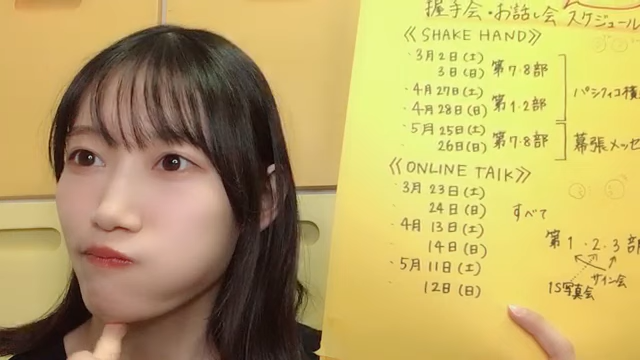 握手会・お話し会 スケジュール
《SHAKE HAND》
・3月2日(土)
3日(日) 第7・8部
・4月27日(土)
・4月28日(日) 第1・2部
パシフィコ横
・5月25日(土)
26日(日) 第7・8部
幕張メッセ
《ONLINE TALK》
・3月23日(土)
24日(日)
・4月13日(土)
14日(日)
・5月11日(土)
12日(日)
すべて
第1・2・3部
サイン会
1S写真会